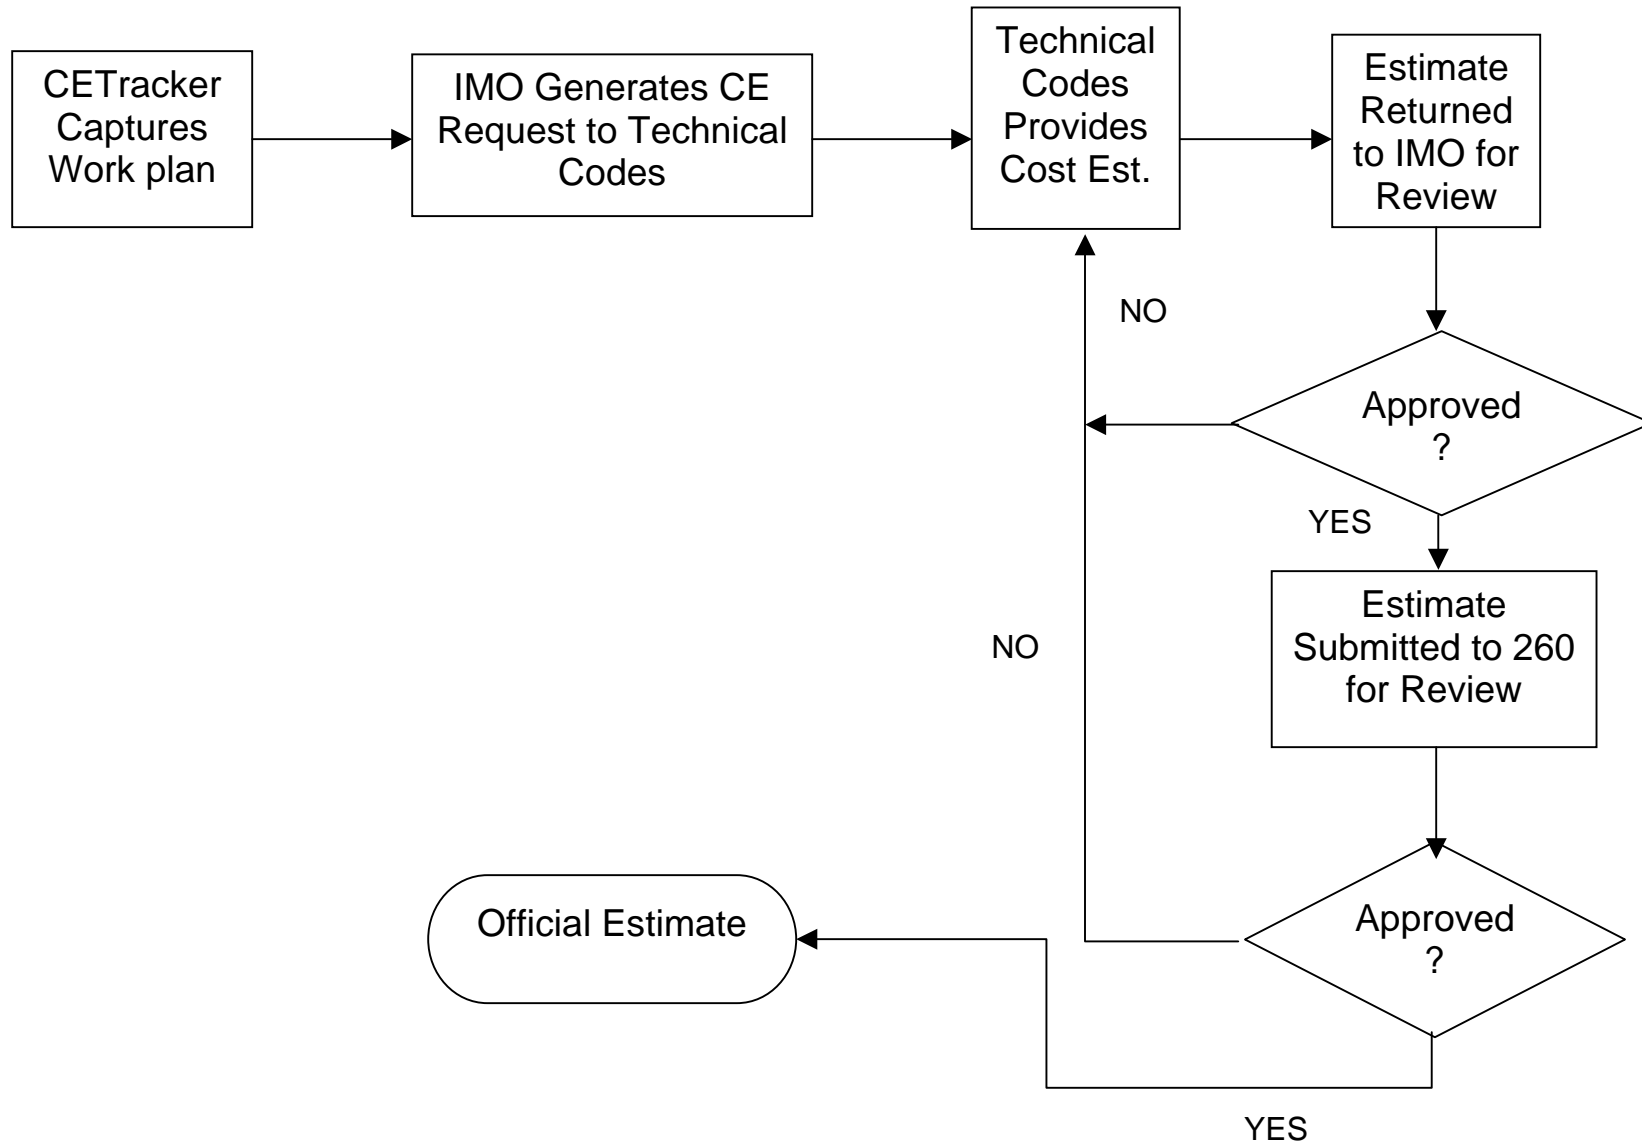 CETracker
Captures
Work plan
IMO Generates CE
Request to Technical
Codes
Technical
Codes
Provides
Cost Est.
Estimate
Returned
to IMO for
Review
NO
Approved
?
YES
Estimate
Submitted to 260
for Review
NO
Approved
?
Official Estimate
YES